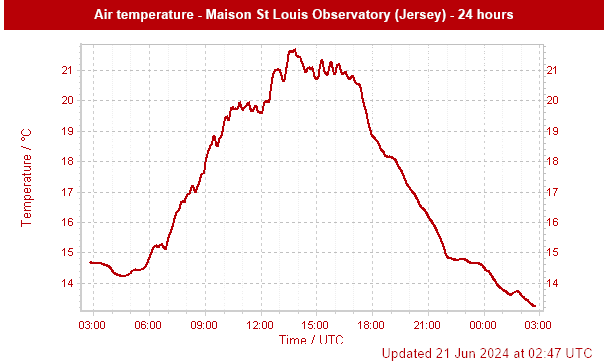 Air temperature - Maison St Louis Observatory (Jersey) - 24 hours
21 21
20 20
19 19
18 18
17 17
16 16
15 15
14 14
Temperature / °C
03:00 06:00 09:00 12:00 15:00 18:00 21:00 00:00 03:00
Time / UTC
Updated 21 Jun 2024 at 02:47 UTC